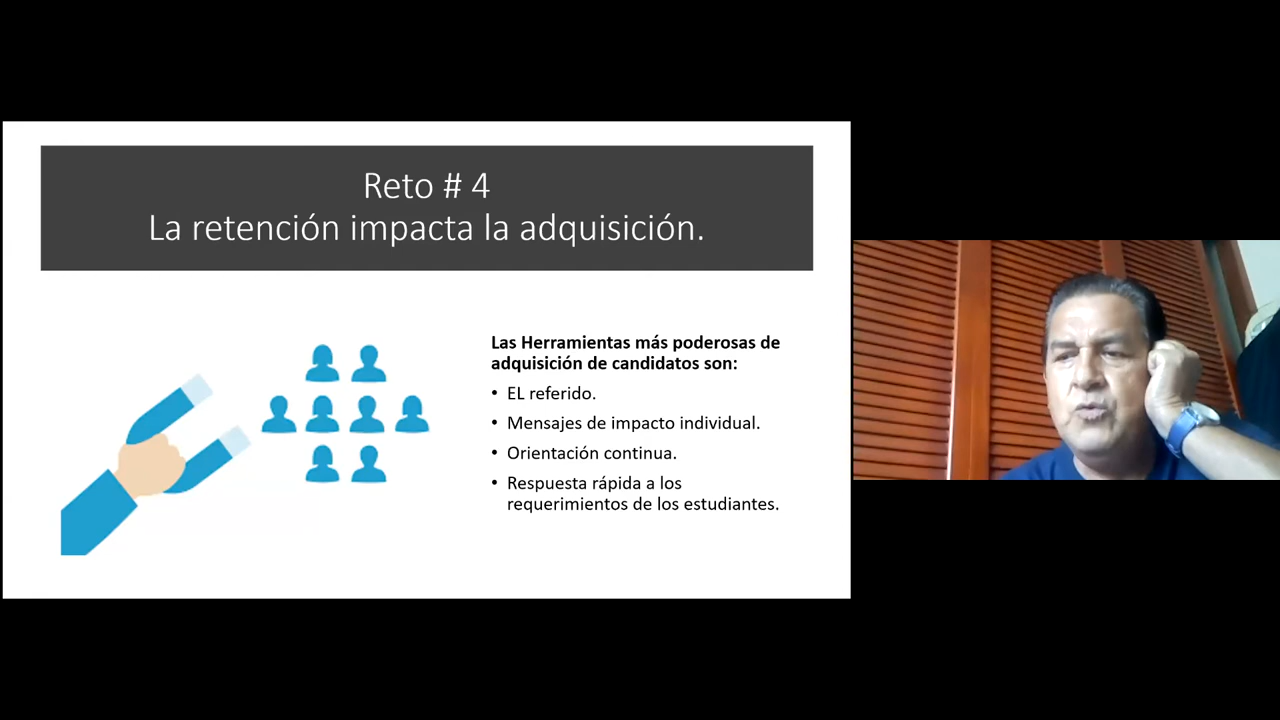 Reto # 4
La retención impacta la adquisición.
Las Herramientas más poderosas de
adquisición de candidatos son:
• EL referido.
• Mensajes de impacto individual.
• Orientación continua.
• Respuesta rápida a los
requerimientos de los estudiantes.